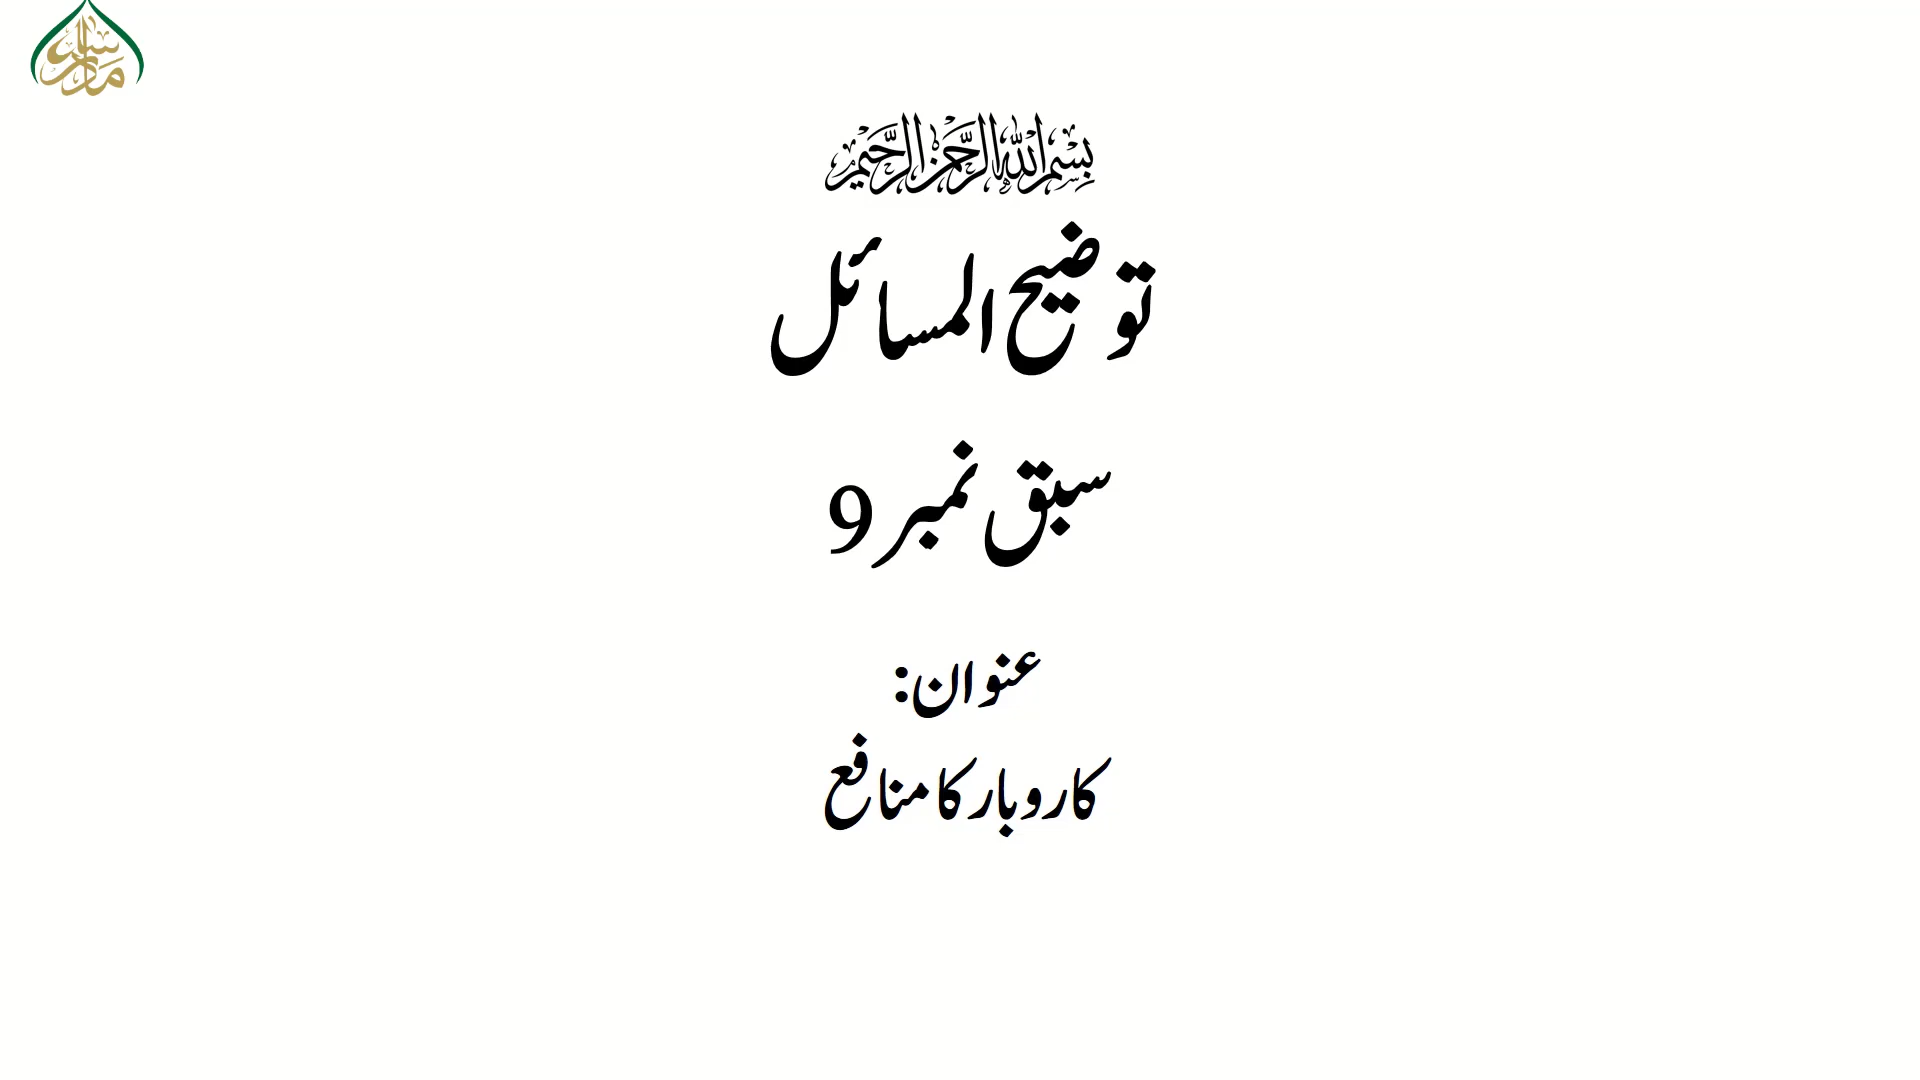 بسم اللہ الرحمن الرحیم
توضیح المسائل
سبق نمبر 9
عنوان:
کاروبار کا منافع